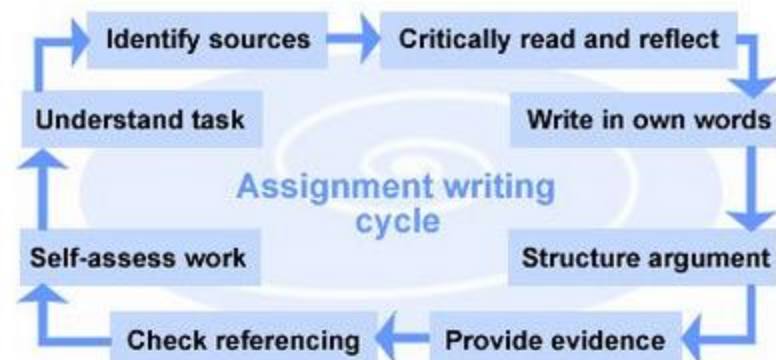 Identify sources
Critically read and reflect
Understand task
Write in own words
Assignment writing
cycle
Self-assess work
Structure argument
Check referencing
Provide evidence